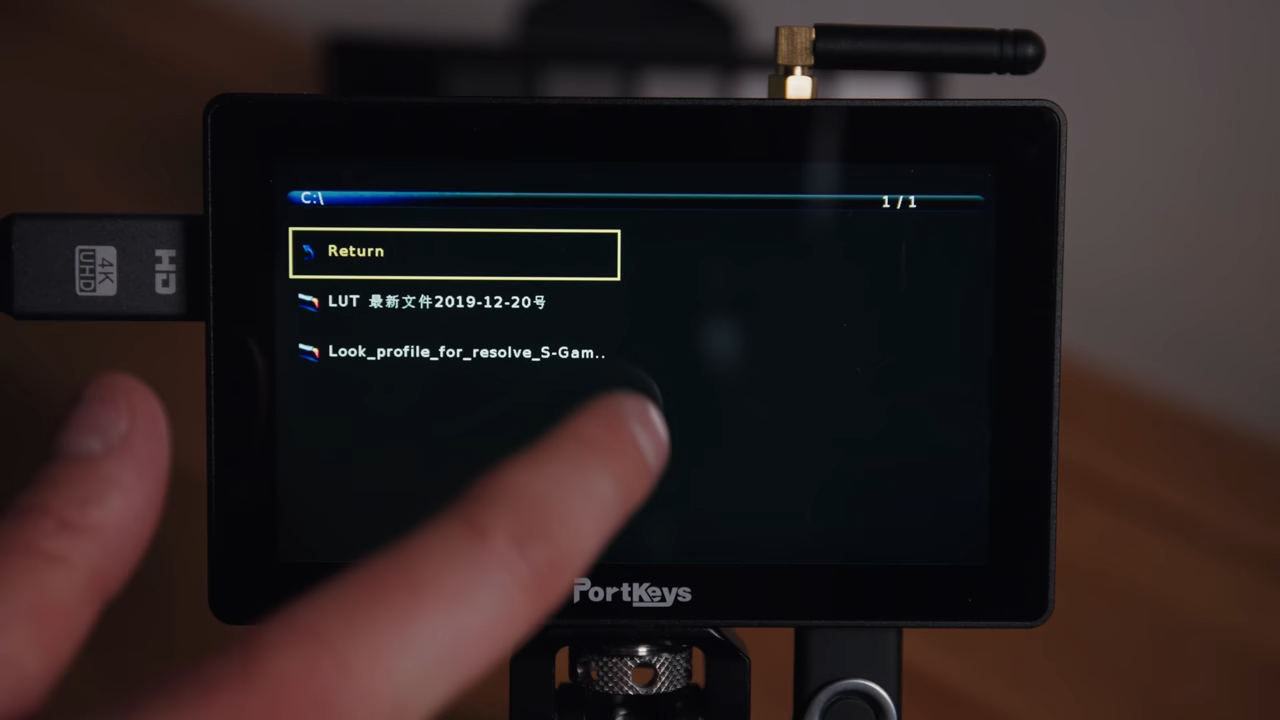 C:\
1 / 1
Return
LUT 最新文件2019-12-20号
Look_profile_for_resolve_S-Gam..
HD
4K
UHD
PortKeys